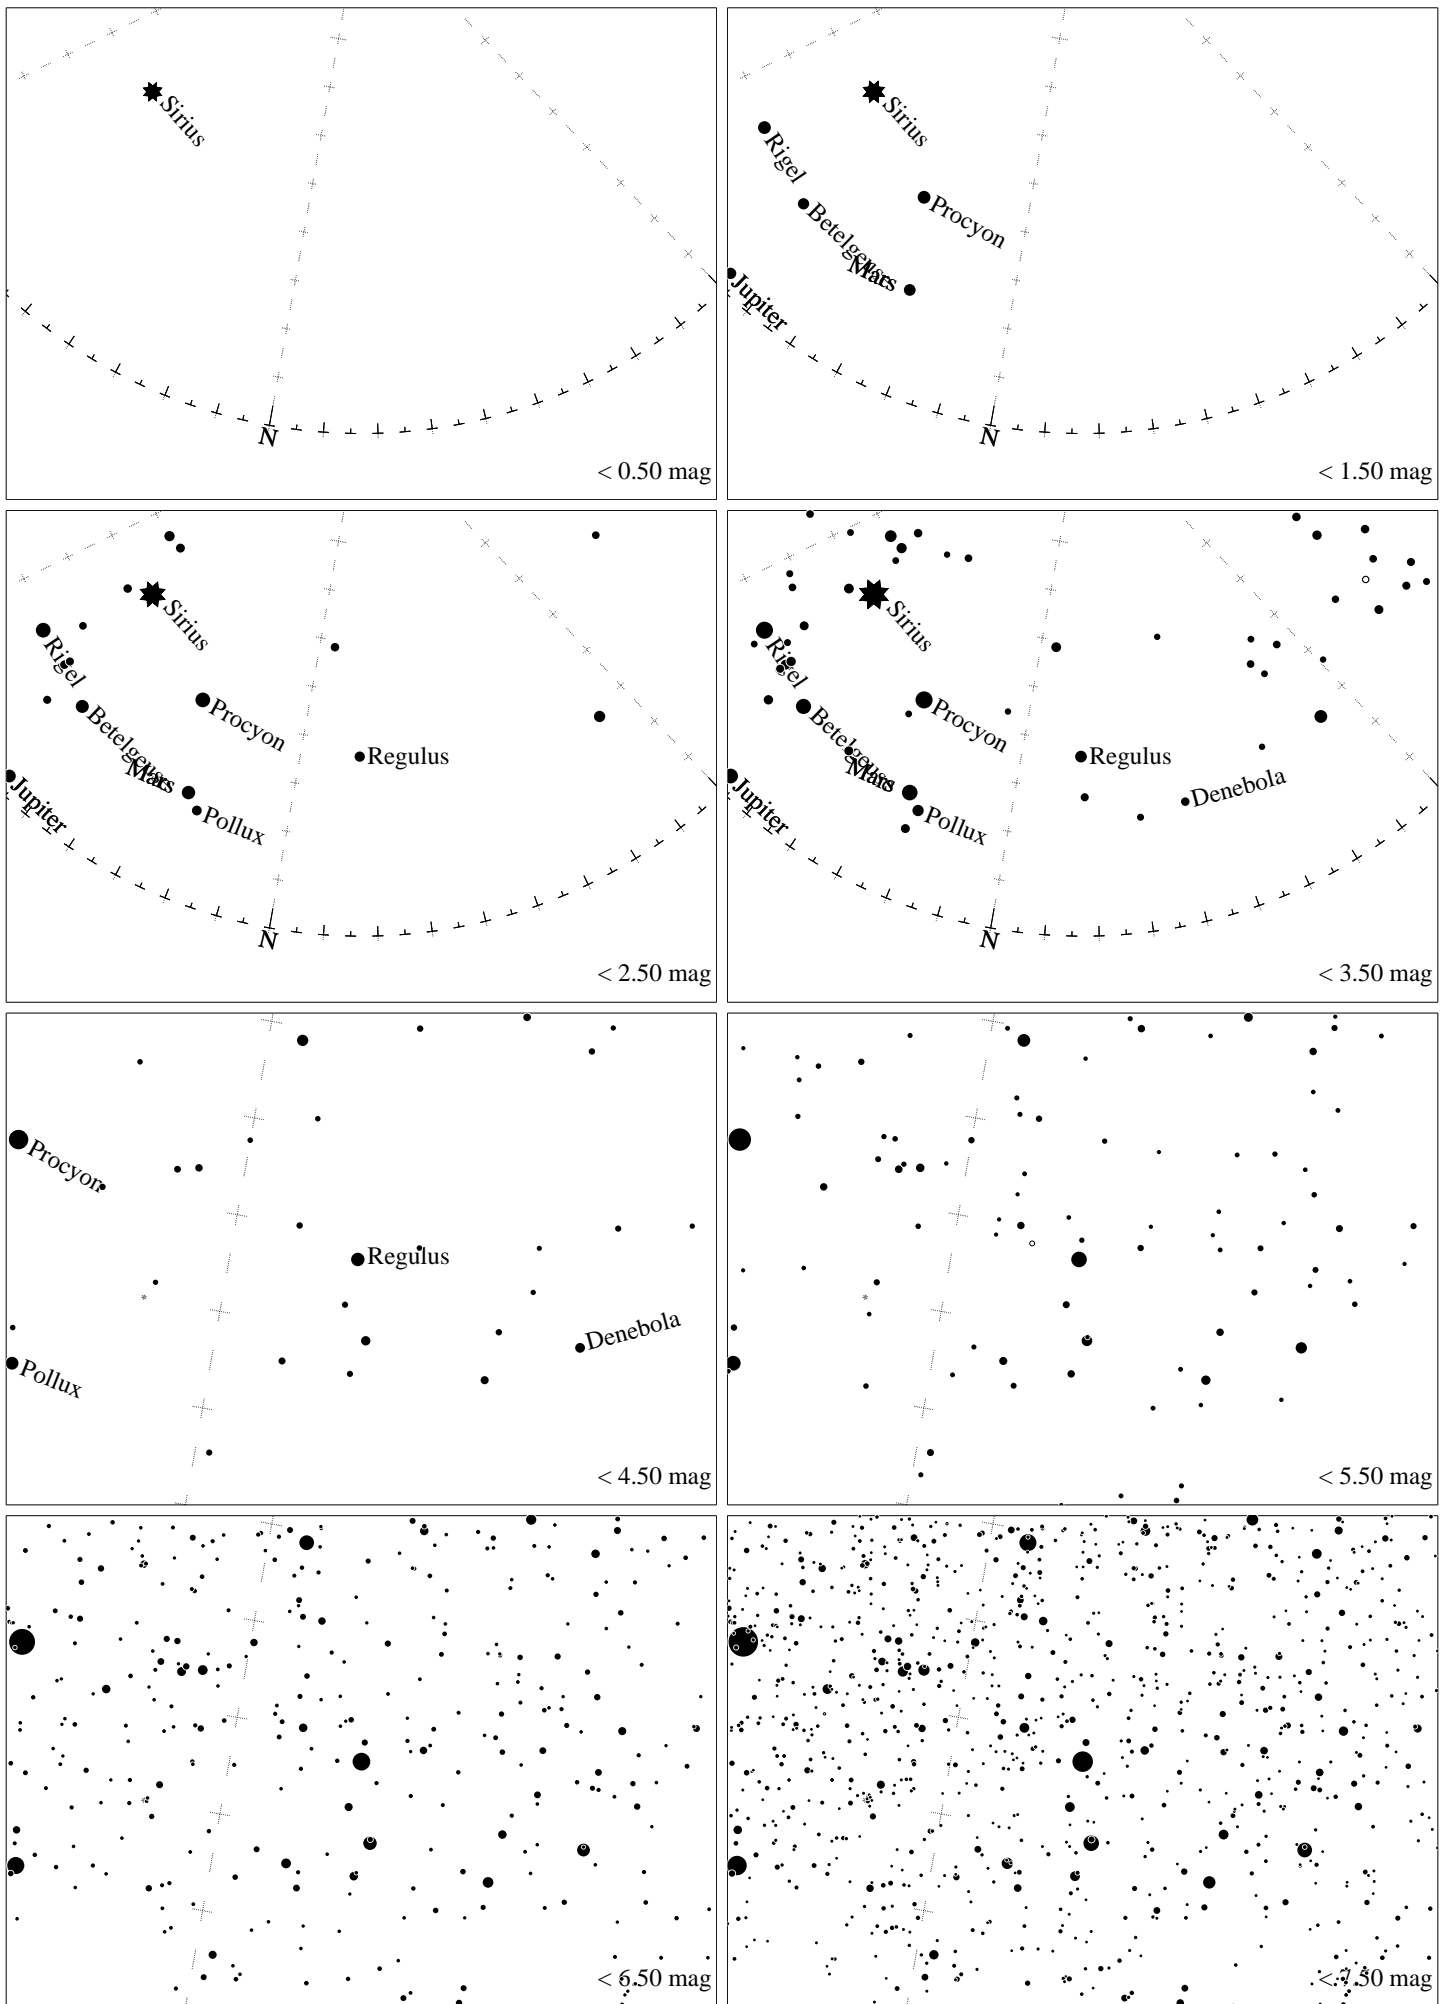 Sirius
N
< 0.50 mag
Sirius
Rigel
Procyon
Betelgeuse
Mars
Jupiter
N
< 1.50 mag
Sirius
Rigel
Procyon
Betelgeuse
Regulus
Mars
Jupiter
Pollux
N
< 2.50 mag
Sirius
Rigel
Procyon
Betelgeuse
Regulus
Mars
Jupiter
Denebola
Pollux
N
< 3.50 mag
Procyon
Regulus
Denebola
Pollux
< 4.50 mag
< 5.50 mag
< 6.50 mag
< 7.50 mag